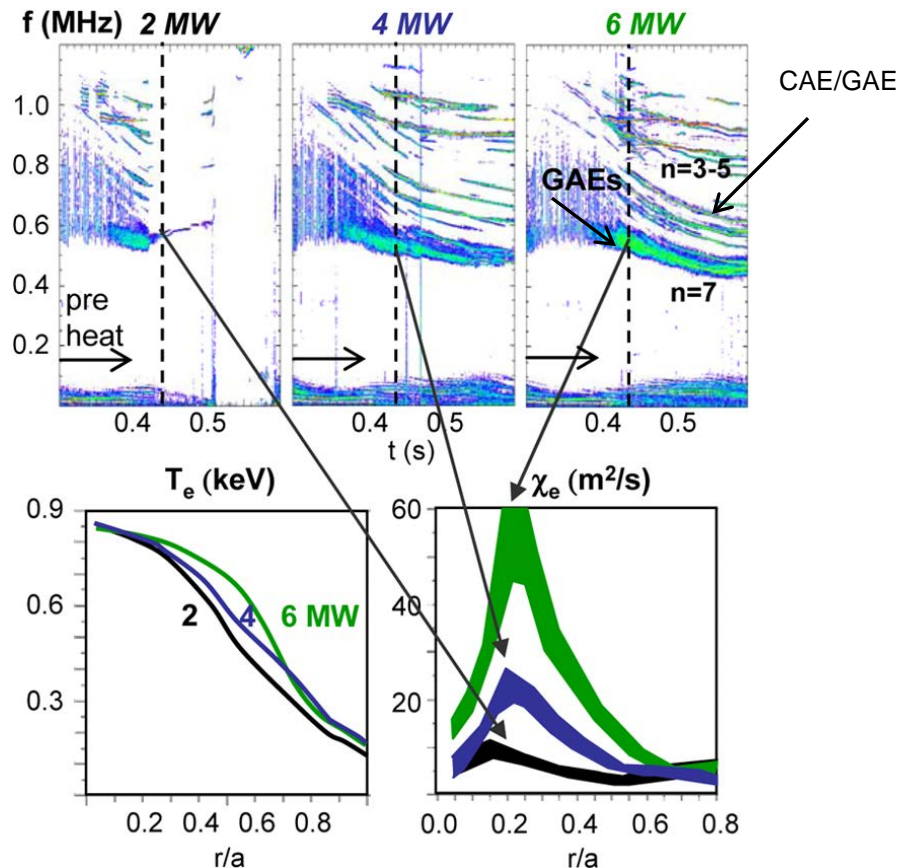 f (MHz) 2 MW 4 MW 6 MW
CAE/GAE
1.0
0.8
0.6
0.4
0.2
pre
heat
n=3-5
GAEs
n=7
0.4 0.5 0.4 0.5 0.4 0.5
t (s)
Tₑ (keV)
0.9
0.6
0.3
2 4 6 MW
0.2 0.4 0.6 0.8
r/a
χₑ (m²/s)
60
40
20
0.0 0.2 0.4 0.6 0.8
r/a